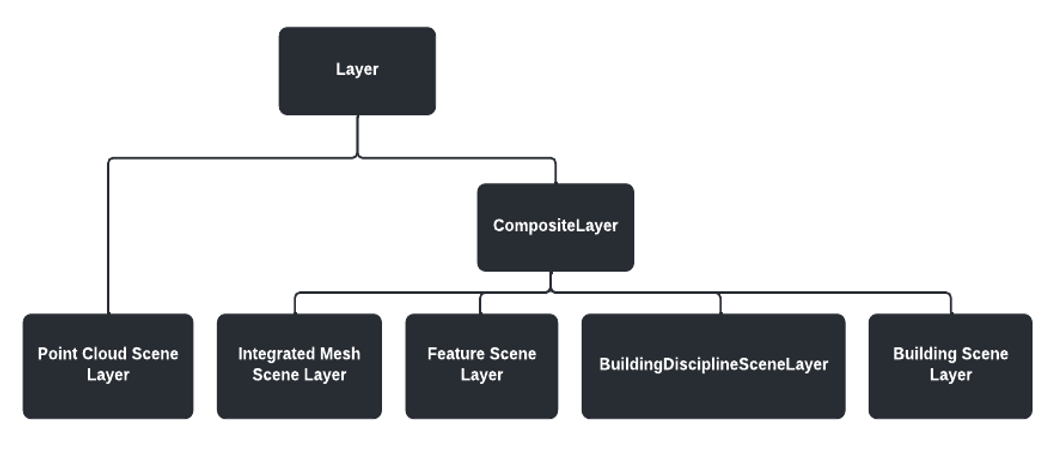 Layer
CompositeLayer
Point Cloud Scene
Layer
Integrated Mesh
Scene Layer
Feature Scene
Layer
BuildingDisciplineSceneLayer
Building Scene
Layer